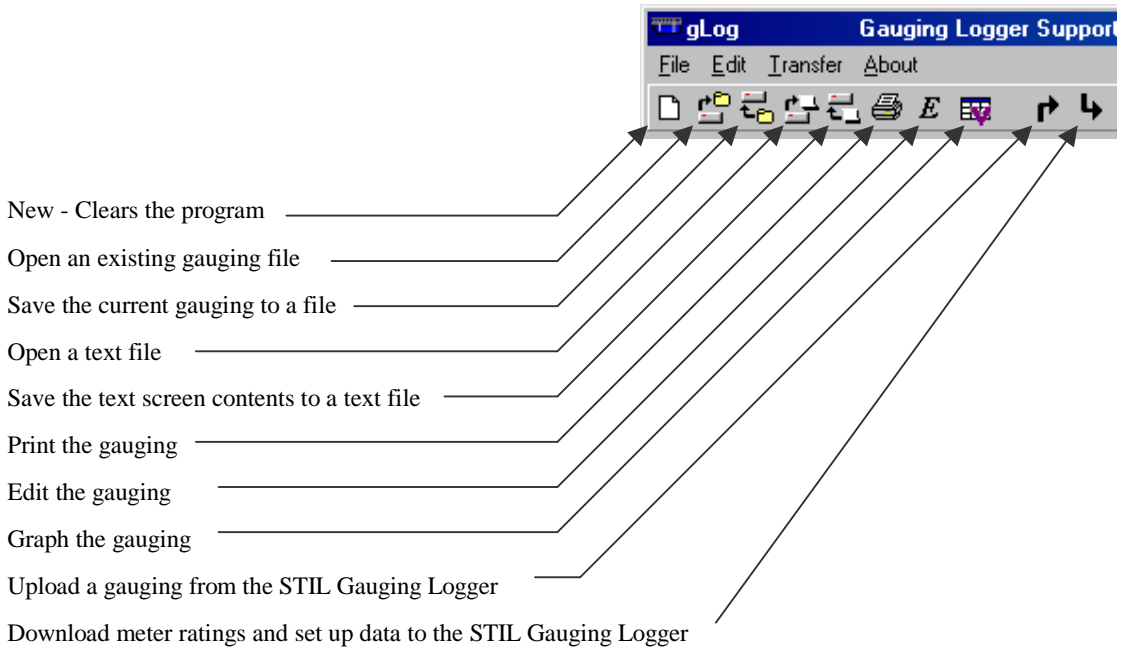 gLog Gauging Logger Support
File Edit Transfer About
E
New - Clears the program
Open an existing gauging file
Save the current gauging to a file
Open a text file
Save the text screen contents to a text file
Print the gauging
Edit the gauging
Graph the gauging
Upload a gauging from the STIL Gauging Logger
Download meter ratings and set up data to the STIL Gauging Logger